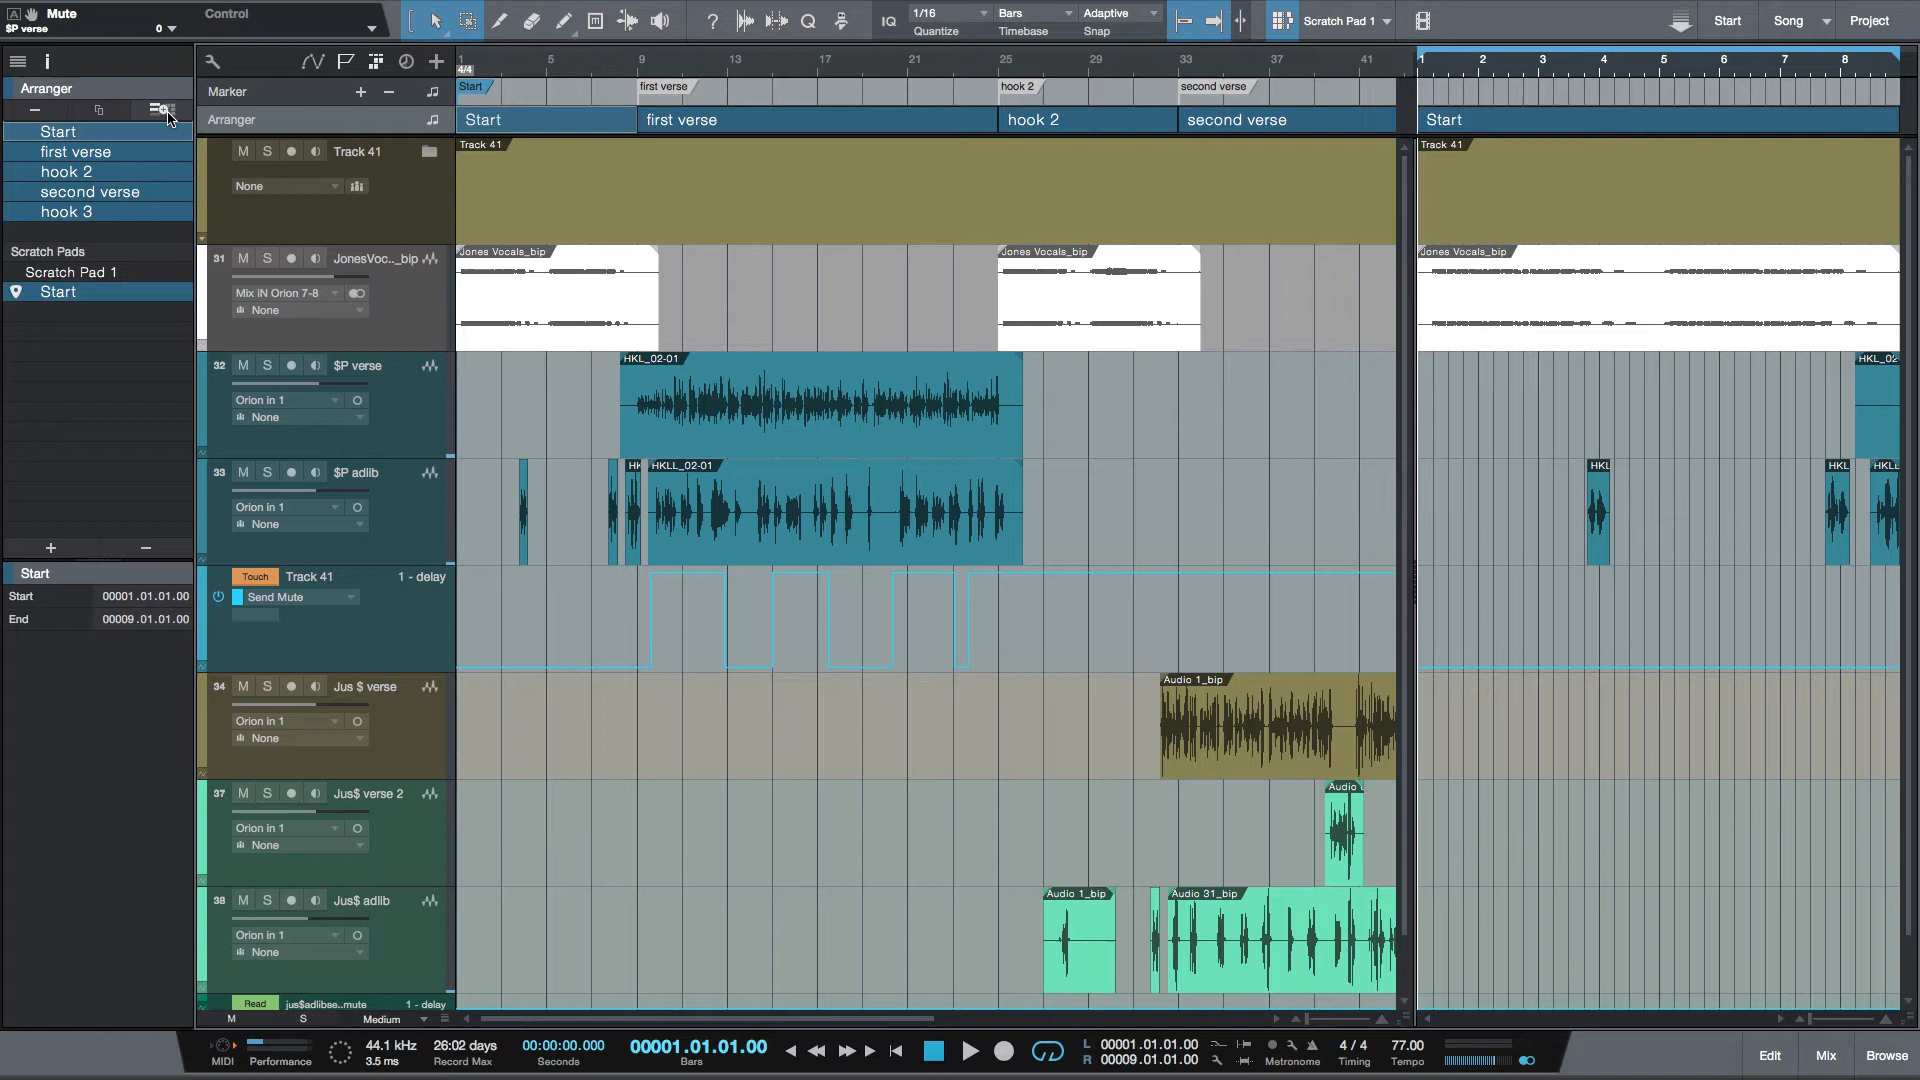 Mute
Control
$P verse
0
1/16
Quantize
Bars
Timebase
Adaptive
Snap
IQ
Scratch Pad 1
Start
Song
Project
Arranger
Start
first verse
hook 2
second verse
hook 3
Scratch Pads
Scratch Pad 1
Start
Start
Start 00001.01.01.00
End 00009.01.01.00
1 5 9 13 17 21 25 29 33 37 41
4/4
1 2 3 4 5 6 7 8
Marker
Start first verse hook 2 second verse
Arranger
Start first verse hook 2 second verse
Start
M S Track 41
None
Track 41
Track 41
31 M S JonesVoc.._bip
Mix iN Orion 7-8
None
Jones Vocals_bip
Jones Vocals_bip
Jones Vocals_bip
32 M S $P verse
Orion in 1
None
HKL_02-01
HKL_02
33 M S $P adlib
Orion in 1
None
HK
HKLL_02-01
HKL
HKL
HKLL
Touch Track 41 1 - delay
Send Mute
34 M S Jus $ verse
Orion in 1
None
Audio 1_bip
37 M S Jus$ verse 2
Orion in 1
None
Audio
38 M S Jus$ adlib
Orion in 1
None
Audio 1_bip
Audio 31_bip
Read jus$adlibse..mute 1 - delay
M S Medium
MIDI
Performance
44.1 kHz
3.5 ms
26:02 days
Record Max
00:00:00.000
Seconds
00001.01.01.00
Bars
L 00001.01.01.00
R 00009.01.01.00
Metronome
4 / 4
Timing
77.00
Tempo
Edit
Mix
Browse